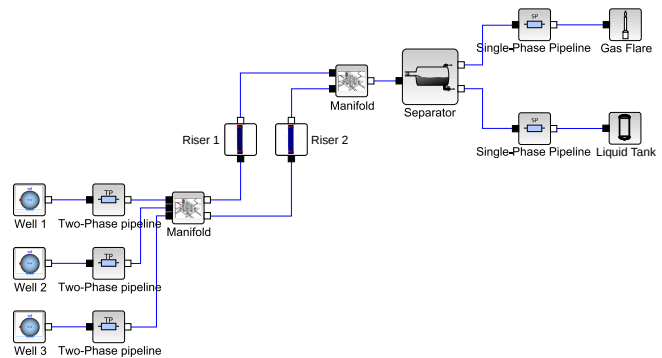 SP
Single-Phase Pipeline
Gas Flare
Manifold
Separator
Riser 1
Riser 2
SP
Single-Phase Pipeline
Liquid Tank
TP
Well 1
Two-Phase pipeline
Manifold
TP
Well 2
Two-Phase pipeline
TP
Well 3
Two-Phase pipeline